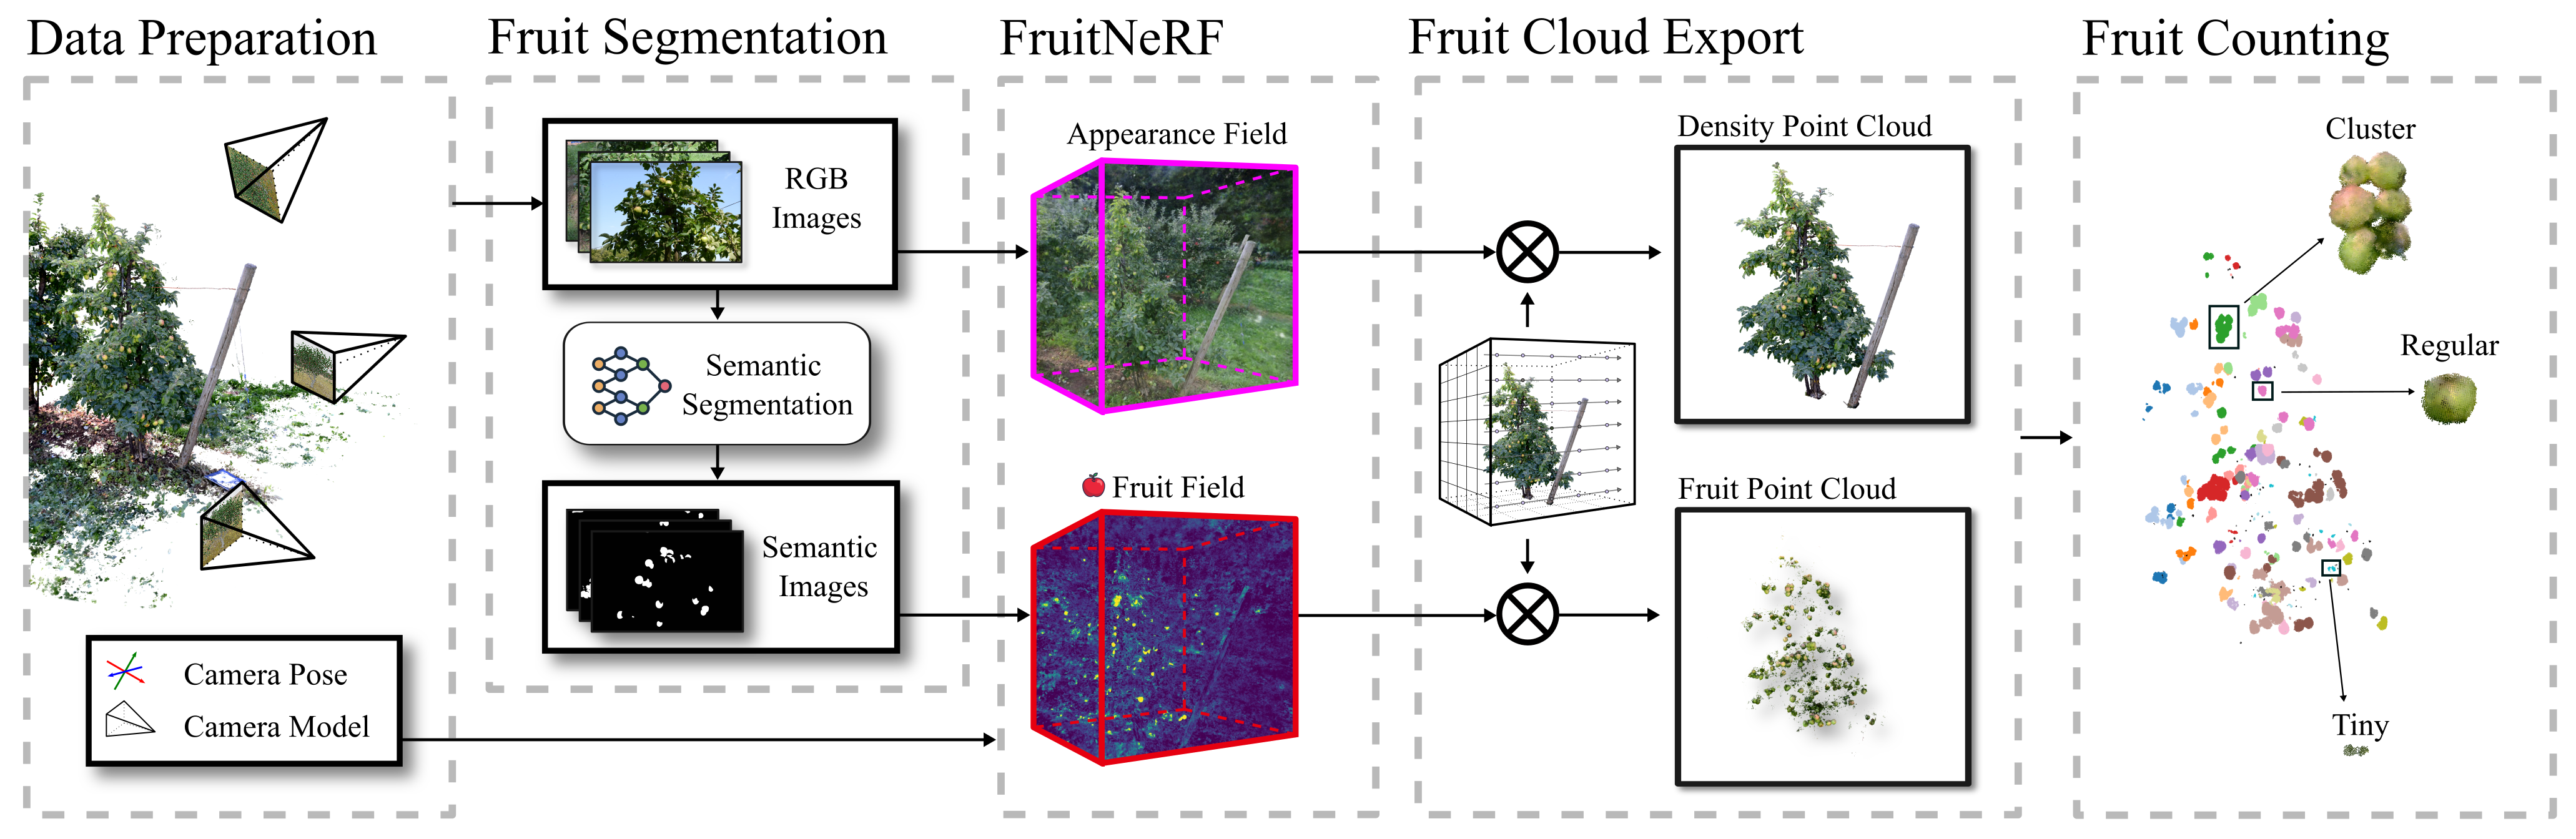 Data Preparation
Camera Pose
Camera Model
Fruit Segmentation
RGB
Images
Semantic
Segmentation
Semantic
Images
FruitNeRF
Appearance Field
Fruit Field
Fruit Cloud Export
Density Point Cloud
Fruit Point Cloud
Fruit Counting
Cluster
Regular
Tiny